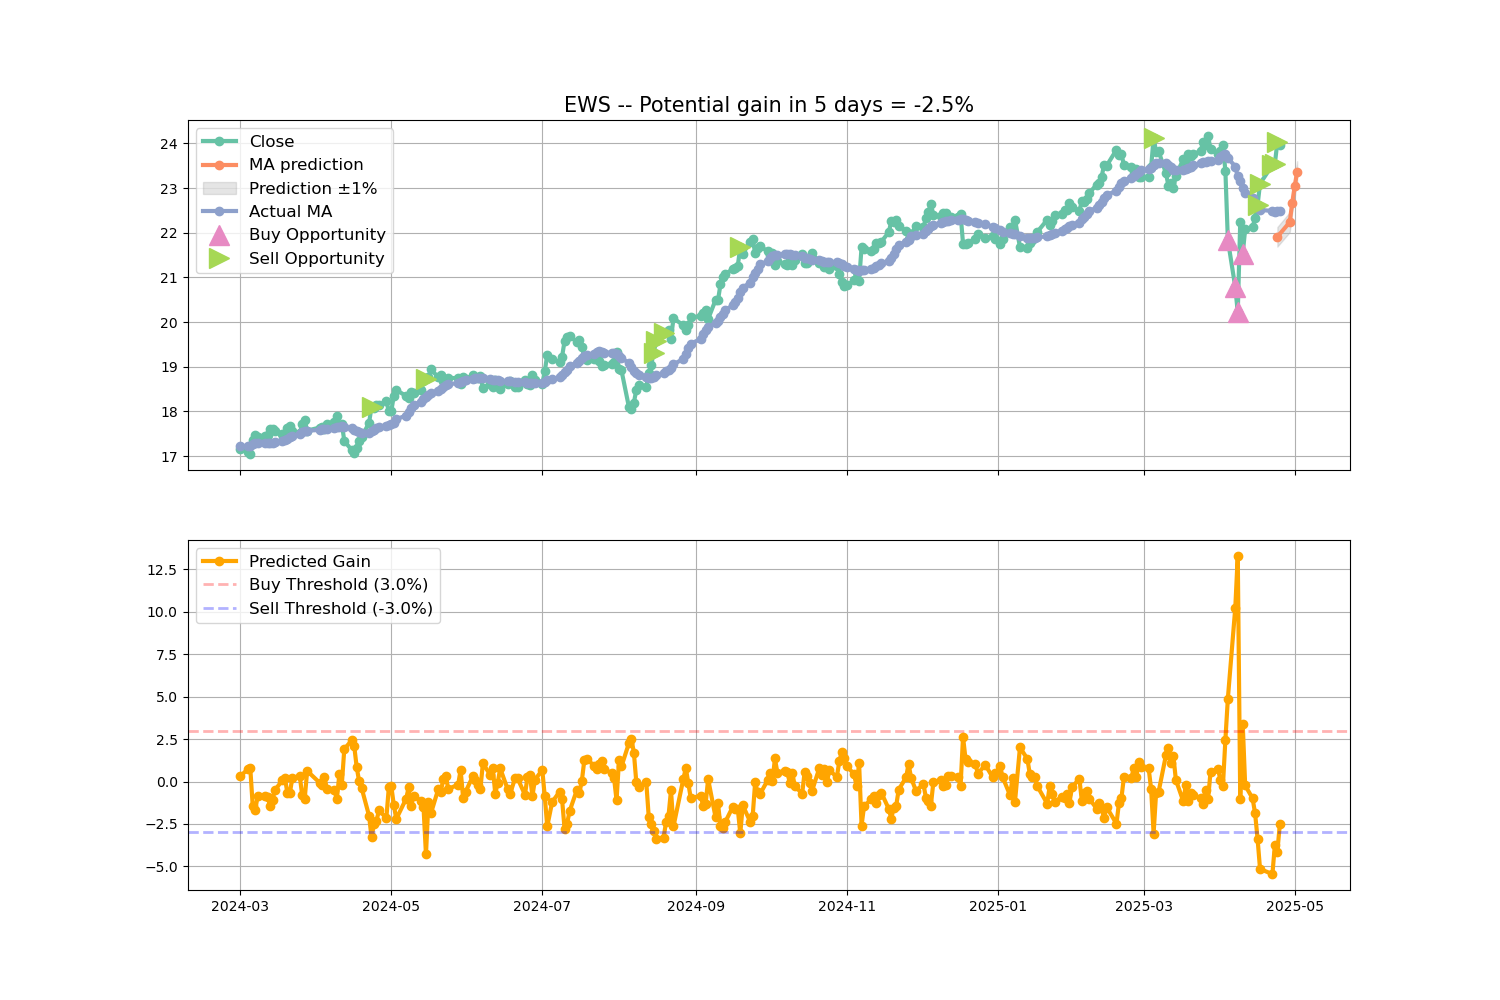 EWS -- Potential gain in 5 days = -2.5%
Close
MA prediction
Prediction ±1%
Actual MA
Buy Opportunity
Sell Opportunity
24
23
22
21
20
19
18
17
Predicted Gain
Buy Threshold (3.0%)
Sell Threshold (-3.0%)
12.5
10.0
7.5
5.0
2.5
0.0
−2.5
−5.0
2024-03 2024-05 2024-07 2024-09 2024-11 2025-01 2025-03 2025-05